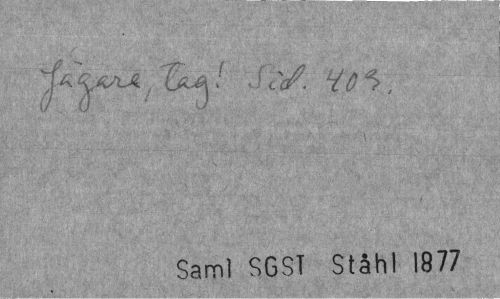 Jägare, tag! Sid. 403.
Saml SGST Ståhl 1877